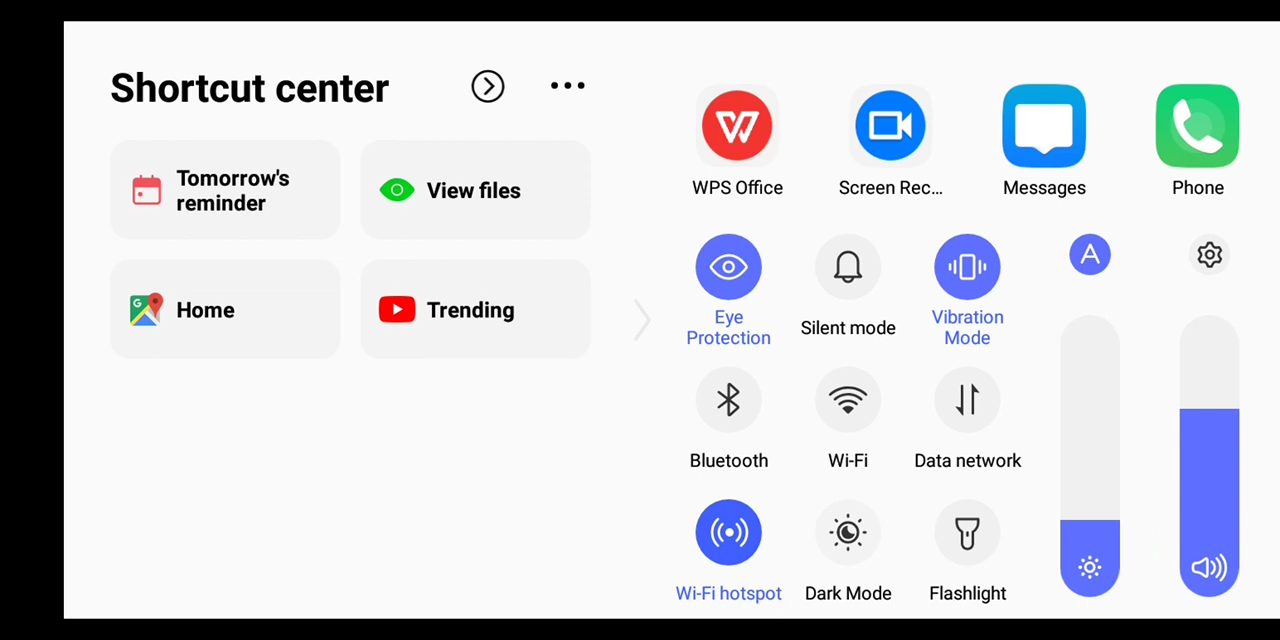 Shortcut center
Tomorrow's
reminder
View files
Home
Trending
WPS Office
Screen Rec...
Messages
Phone
A
Eye
Protection
Silent mode
Vibration
Mode
Bluetooth
Wi-Fi
Data network
Wi-Fi hotspot
Dark Mode
Flashlight